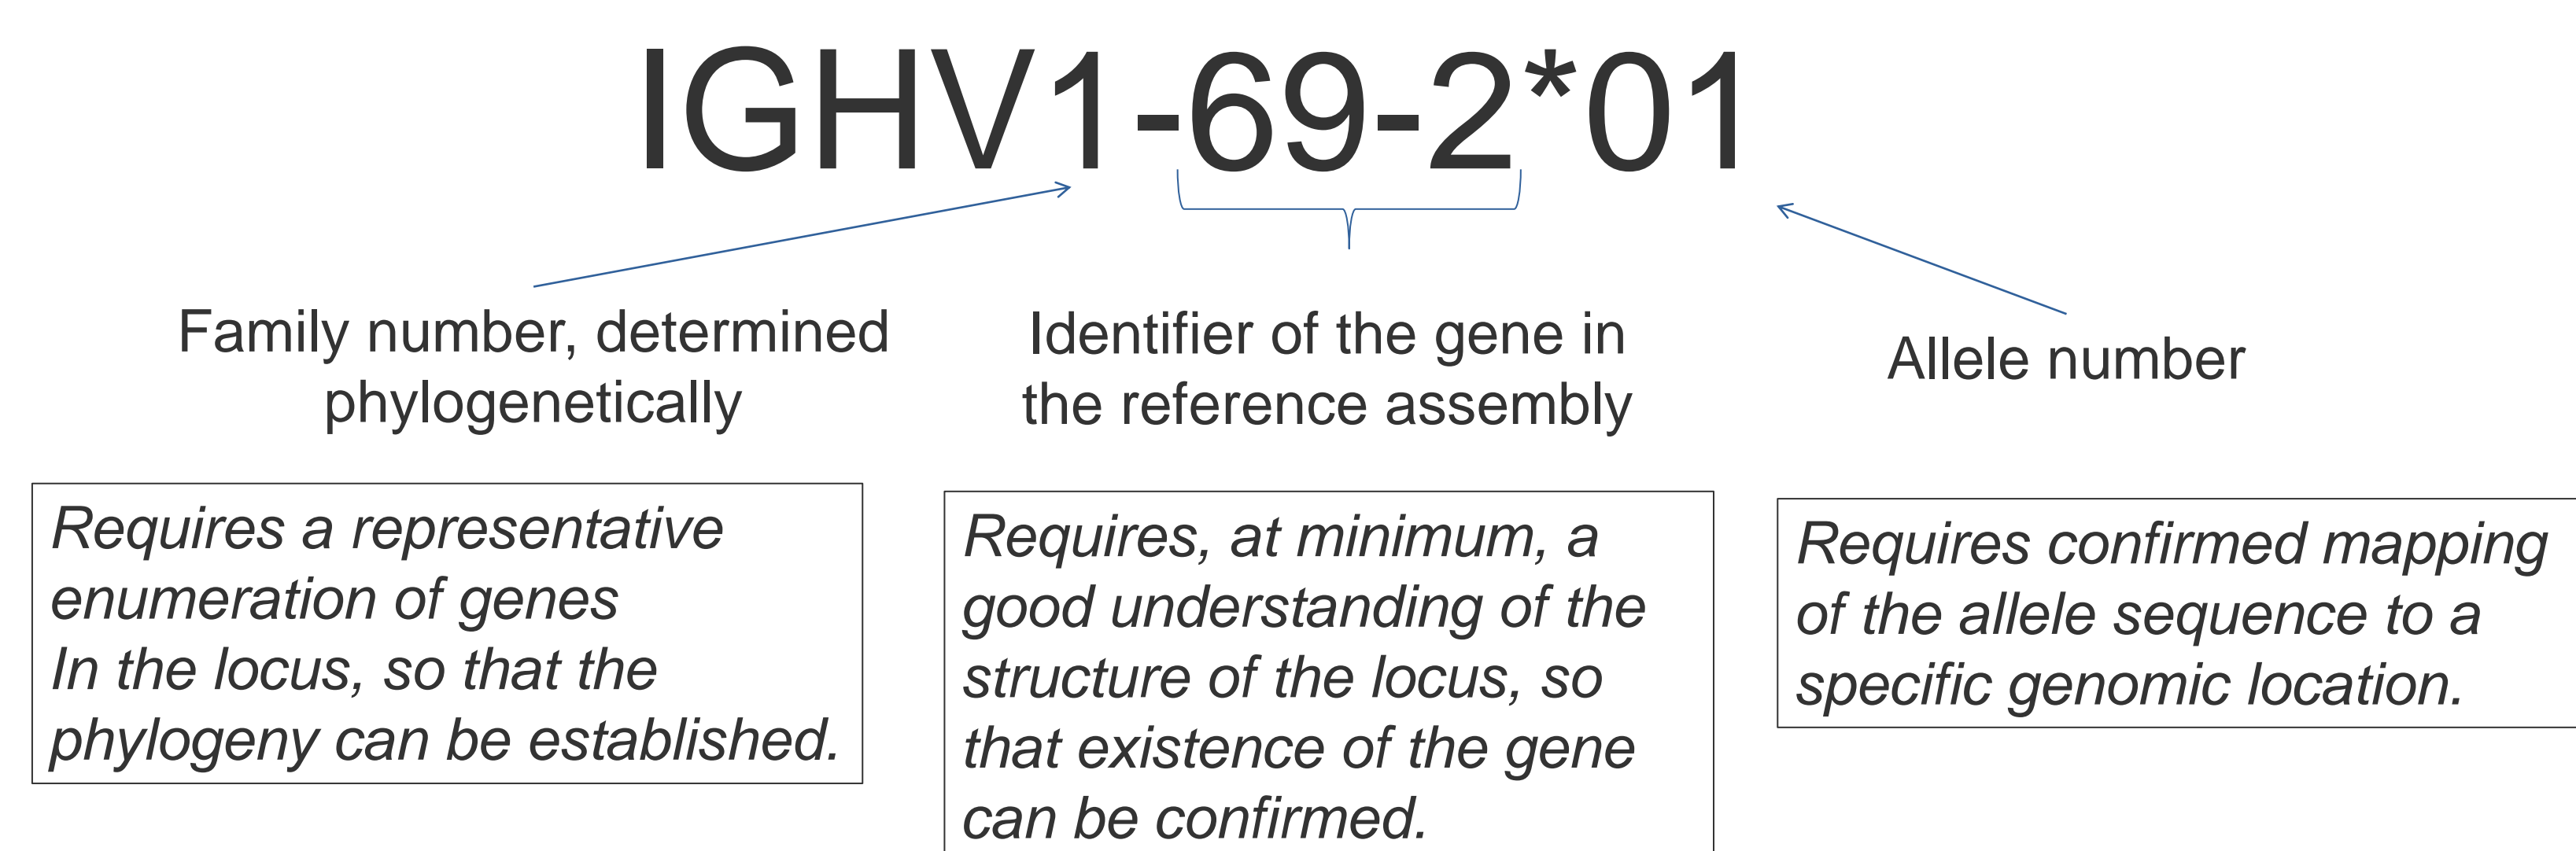 IGHV1-69-2*01
Family number, determined
phylogenetically
Identifier of the gene in
the reference assembly
Allele number
Requires a representative
enumeration of genes
In the locus, so that the
phylogeny can be established.
Requires, at minimum, a
good understanding of the
structure of the locus, so
that existence of the gene
can be confirmed.
Requires confirmed mapping
of the allele sequence to a
specific genomic location.